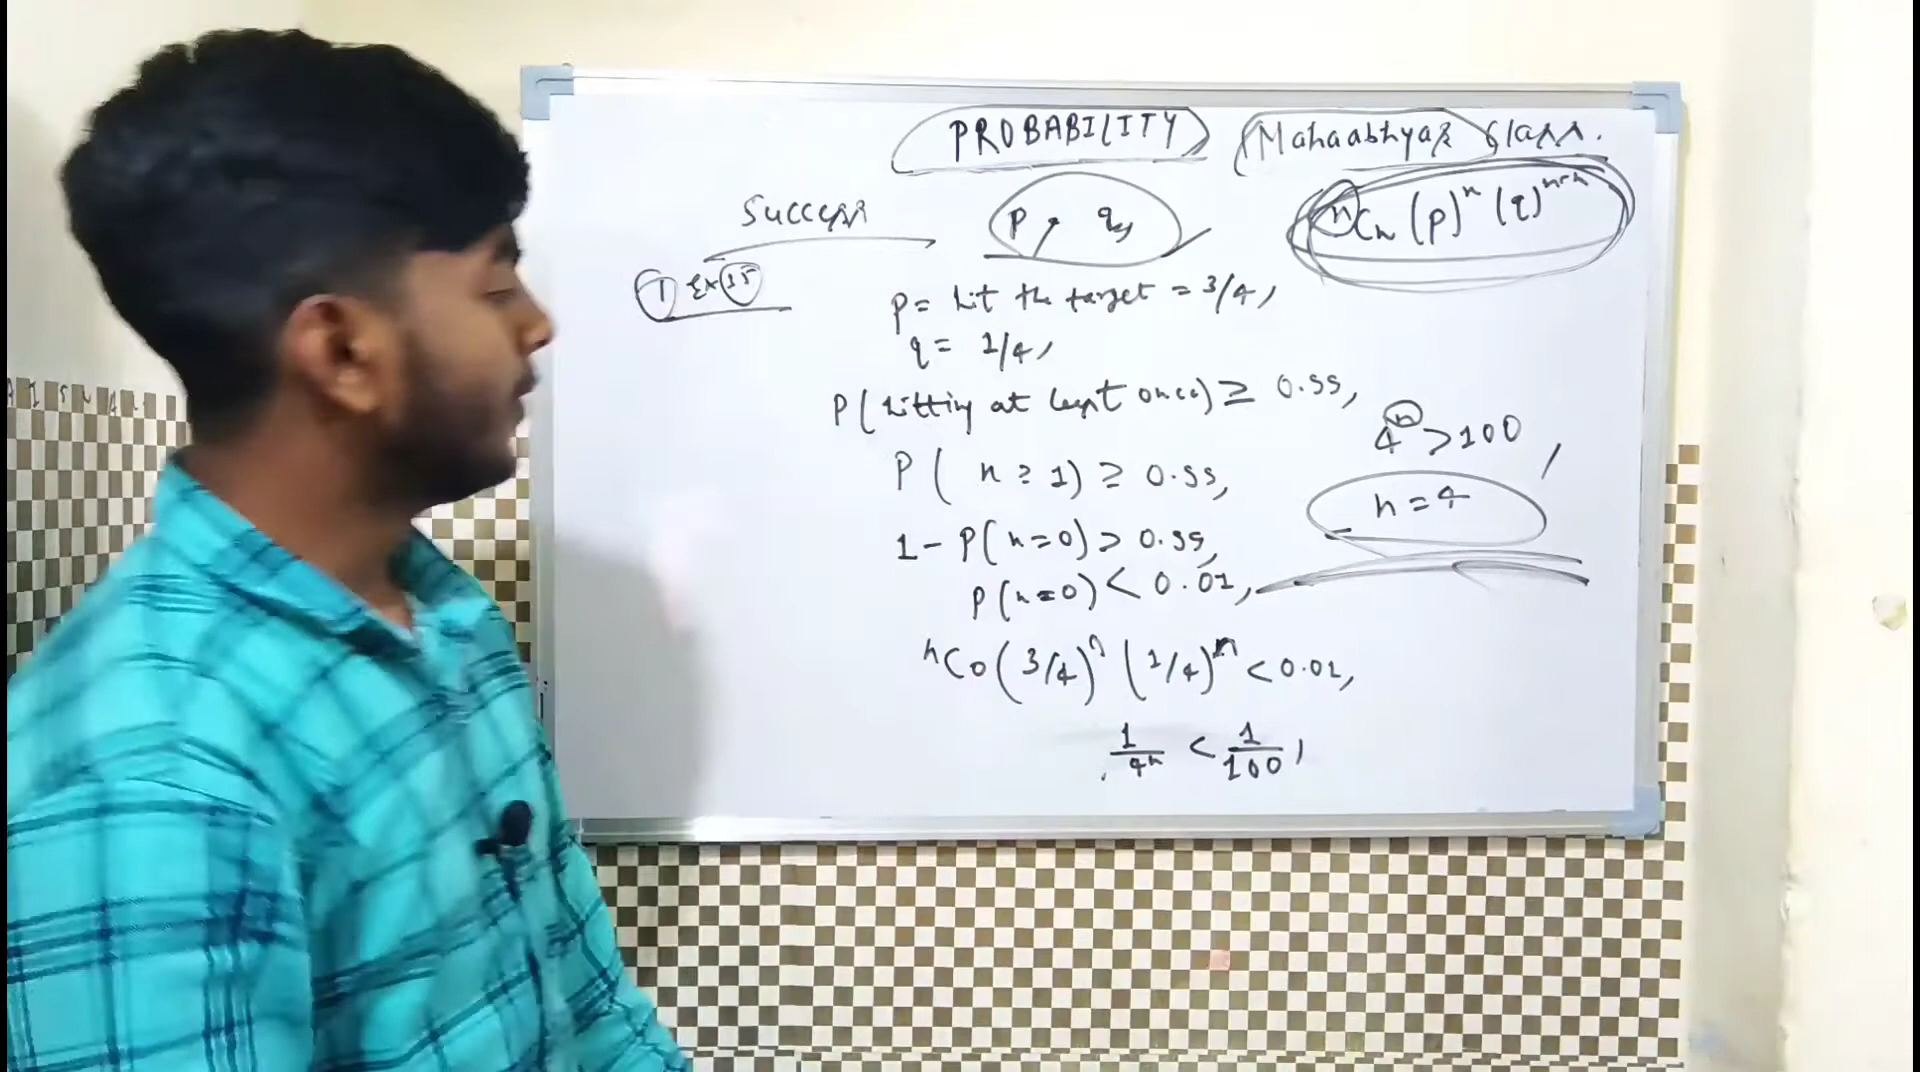 PROBABILITY Mahaabhyas Class.
Success p, q,
nCx (p)^x (q)^n-x
1 Ex 15 p = hit the target = 3/4,
q = 1/4,
P(hitting at least once) ≥ 0.99,
P(x ≥ 1) ≥ 0.99,
1 - P(x=0) > 0.99,
P(x=0) < 0.01,
nC0 (3/4)^0 (1/4)^n < 0.01,
1/4^n < 1/100,
4^n > 100,
n = 4